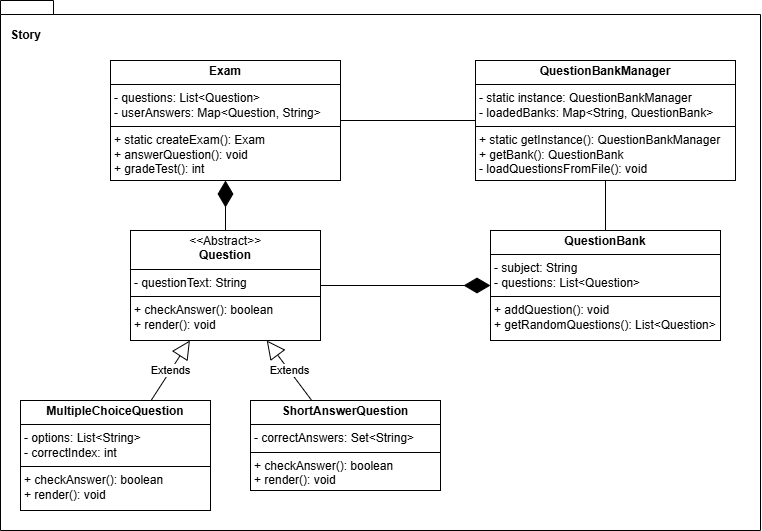 Story
Exam
- questions: List<Question>
- userAnswers: Map<Question, String>
+ static createExam(): Exam
+ answerQuestion(): void
+ gradeTest(): int
QuestionBankManager
- static instance: QuestionBankManager
- loadedBanks: Map<String, QuestionBank>
+ static getInstance(): QuestionBankManager
+ getBank(): QuestionBank
- loadQuestionsFromFile(): void
<<Abstract>>
Question
- questionText: String
+ checkAnswer(): boolean
+ render(): void
QuestionBank
- subject: String
- questions: List<Question>
+ addQuestion(): void
+ getRandomQuestions(): List<Question>
Extends
Extends
MultipleChoiceQuestion
- options: List<String>
- correctIndex: int
+ checkAnswer(): boolean
+ render(): void
ShortAnswerQuestion
- correctAnswers: Set<String>
+ checkAnswer(): boolean
+ render(): void